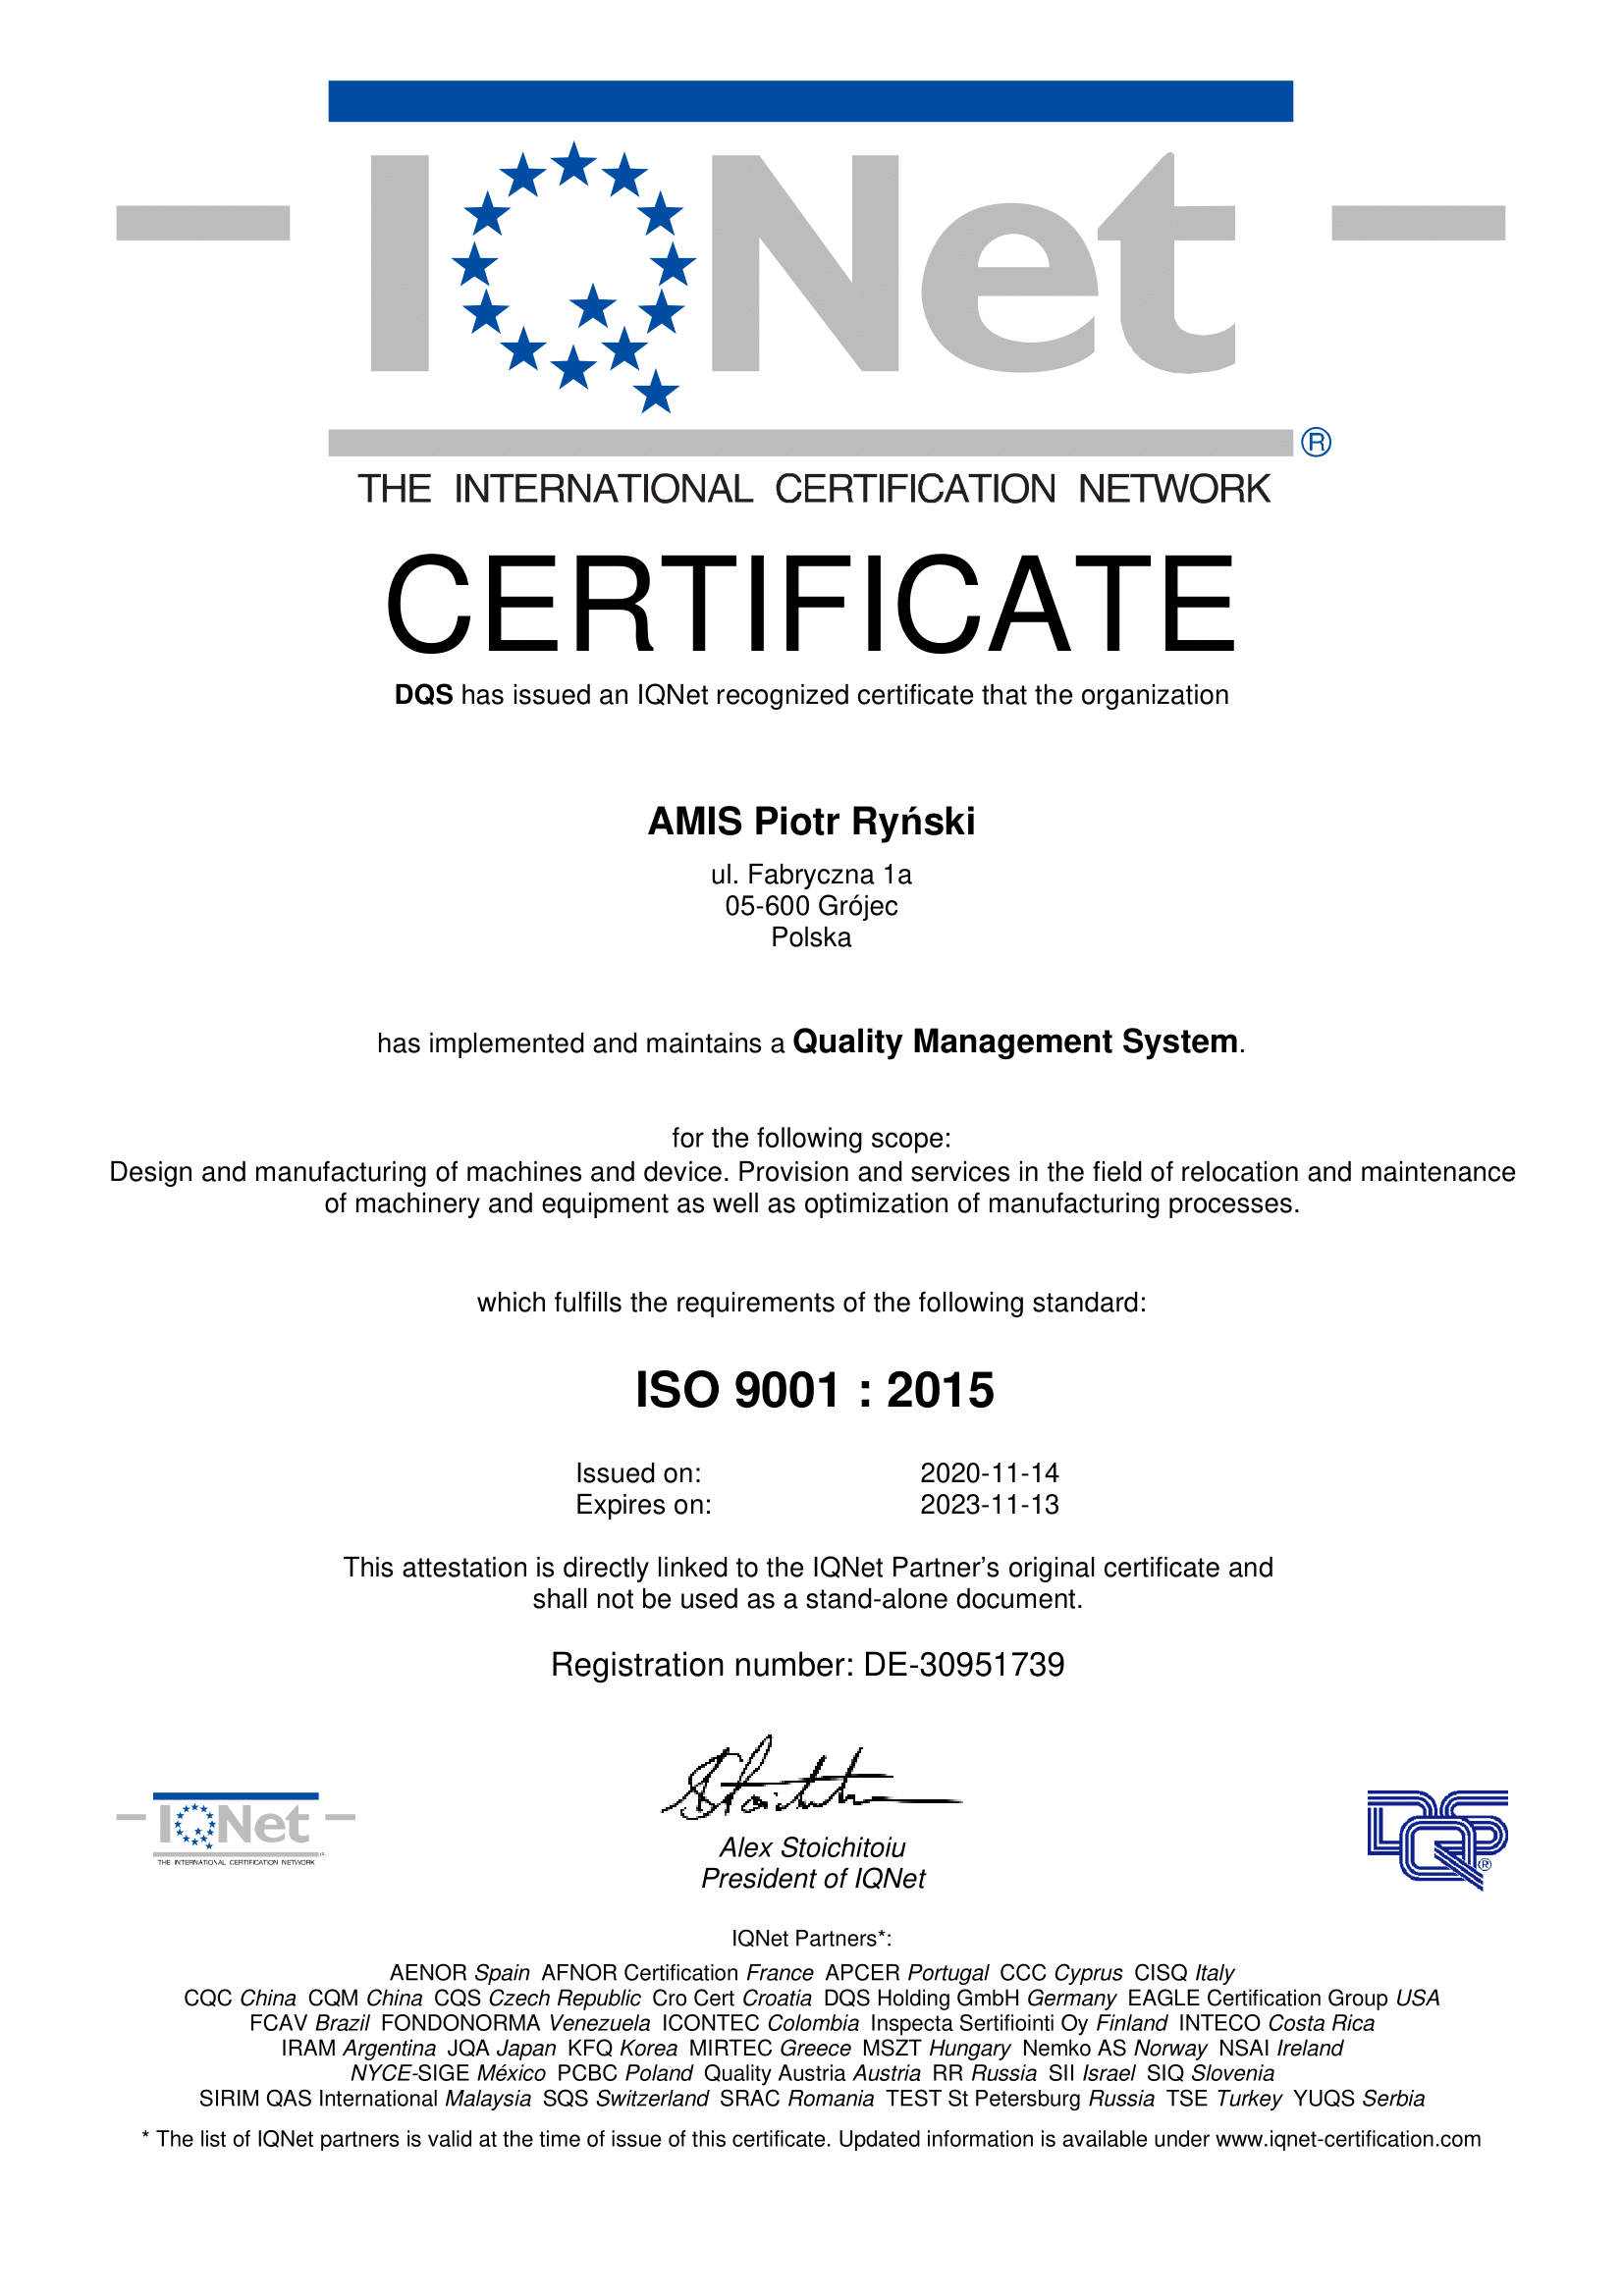 IQNet ®
THE INTERNATIONAL CERTIFICATION NETWORK
CERTIFICATE
DQS has issued an IQNet recognized certificate that the organization
AMIS Piotr Ryński
ul. Fabryczna 1a
05-600 Grójec
Polska
has implemented and maintains a Quality Management System.
for the following scope:
Design and manufacturing of machines and device. Provision and services in the field of relocation and maintenance
of machinery and equipment as well as optimization of manufacturing processes.
which fulfills the requirements of the following standard:
ISO 9001 : 2015
Issued on: 2020-11-14
Expires on: 2023-11-13
This attestation is directly linked to the IQNet Partner’s original certificate and
shall not be used as a stand-alone document.
Registration number: DE-30951739
IQNet ®
THE INTERNATIONAL CERTIFICATION NETWORK
Alex Stoichitoiu
President of IQNet
DQS ®
IQNet Partners*:
AENOR Spain AFNOR Certification France APCER Portugal CCC Cyprus CISQ Italy
CQC China CQM China CQS Czech Republic Cro Cert Croatia DQS Holding GmbH Germany EAGLE Certification Group USA
FCAV Brazil FONDONORMA Venezuela ICONTEC Colombia Inspecta Sertifiointi Oy Finland INTECO Costa Rica
IRAM Argentina JQA Japan KFQ Korea MIRTEC Greece MSZT Hungary Nemko AS Norway NSAI Ireland
NYCE-SIGE México PCBC Poland Quality Austria Austria RR Russia SII Israel SIQ Slovenia
SIRIM QAS International Malaysia SQS Switzerland SRAC Romania TEST St Petersburg Russia TSE Turkey YUQS Serbia
* The list of IQNet partners is valid at the time of issue of this certificate. Updated information is available under www.iqnet-certification.com